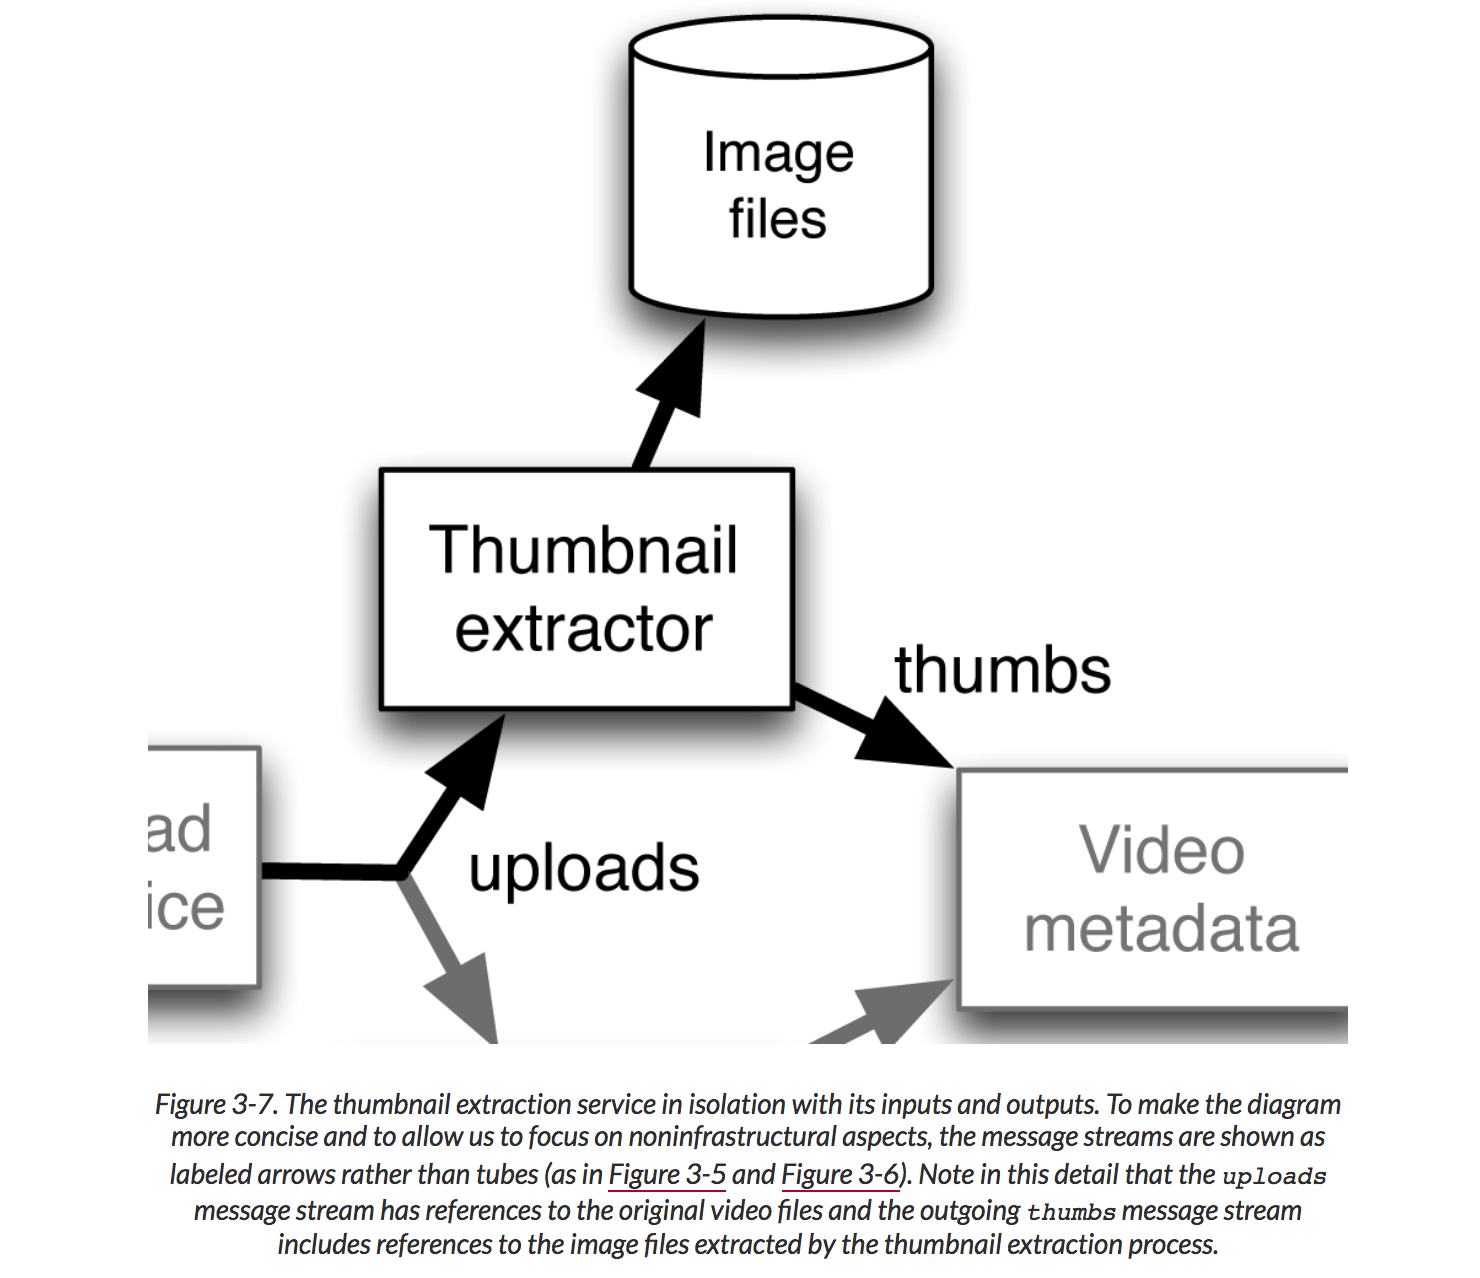 Image
files
Thumbnail
extractor
thumbs
ad
ice
uploads
Video
metadata
Figure 3-7. The thumbnail extraction service in isolation with its inputs and outputs. To make the diagram
more concise and to allow us to focus on noninfrastructural aspects, the message streams are shown as
labeled arrows rather than tubes (as in Figure 3-5 and Figure 3-6). Note in this detail that the uploads
message stream has references to the original video files and the outgoing thumbs message stream
includes references to the image files extracted by the thumbnail extraction process.